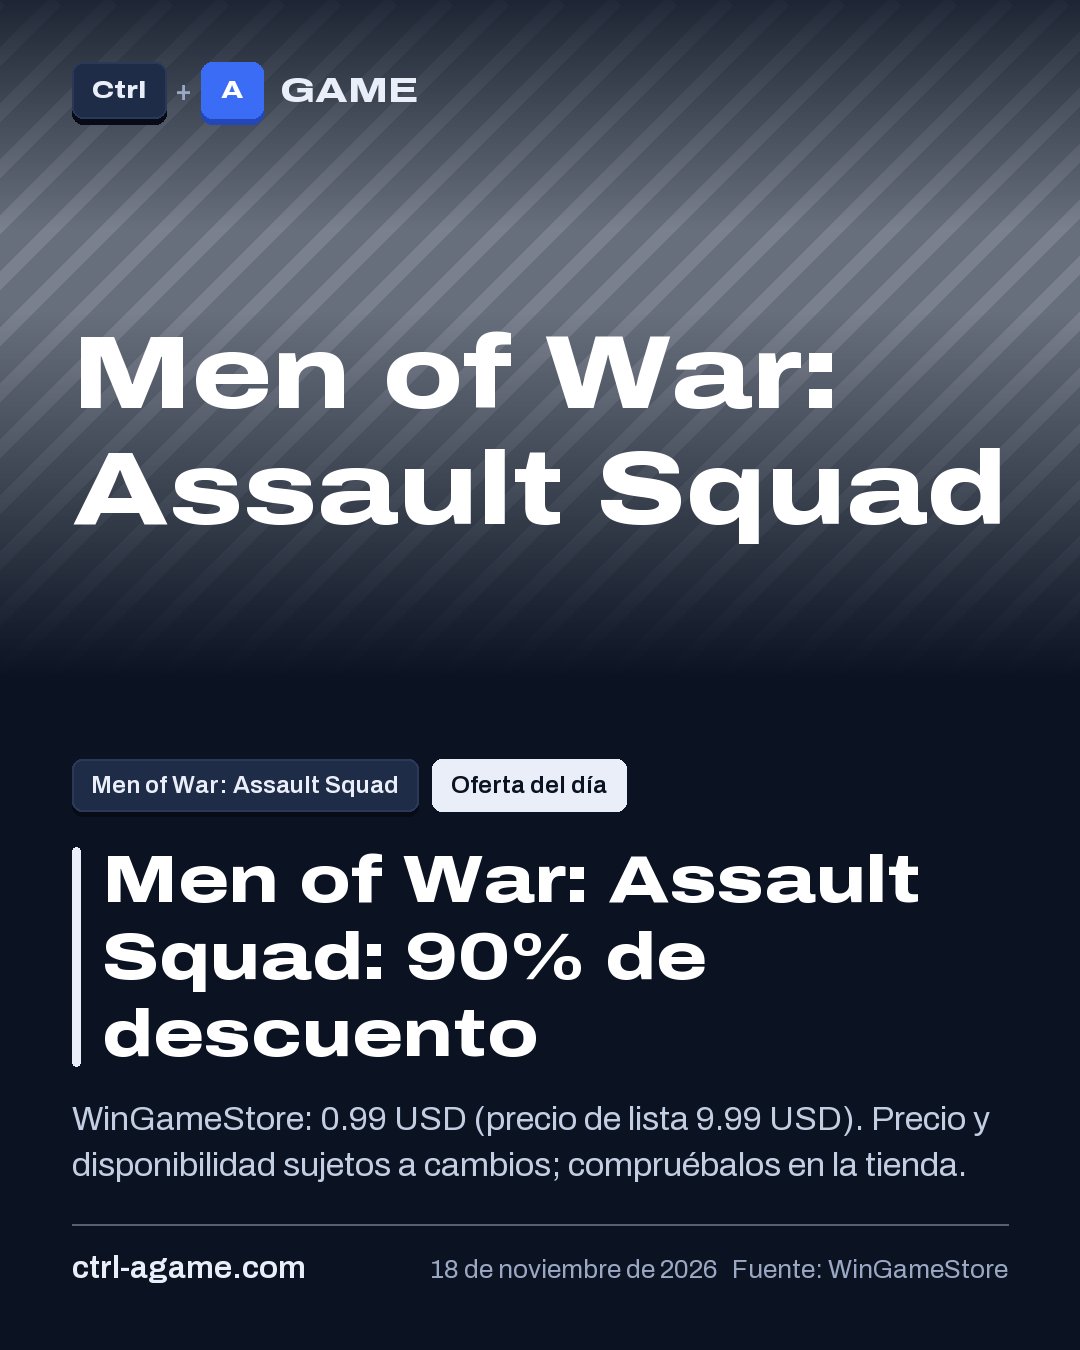 Ctrl + A GAME
Men of War:
Assault Squad
Men of War: Assault Squad Oferta del día
Men of War: Assault
Squad: 90% de
descuento
WinGameStore: 0.99 USD (precio de lista 9.99 USD). Precio y
disponibilidad sujetos a cambios; compruébalos en la tienda.
ctrl-agame.com 18 de noviembre de 2026 Fuente: WinGameStore